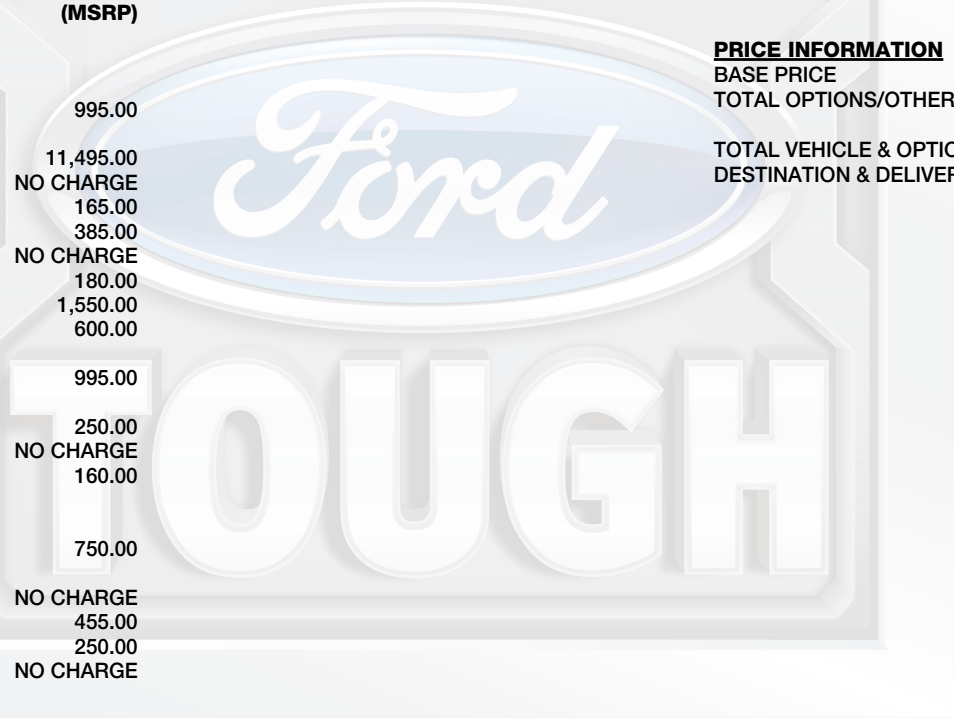 (MSRP)
995.00
11,495.00
NO CHARGE
165.00
385.00
NO CHARGE
180.00
1,550.00
600.00
995.00
250.00
NO CHARGE
160.00
750.00
NO CHARGE
455.00
250.00
NO CHARGE
Ford
TOUGH
PRICE INFORMATION
BASE PRICE
TOTAL OPTIONS/OTHER
TOTAL VEHICLE & OPTIO
DESTINATION & DELIVER